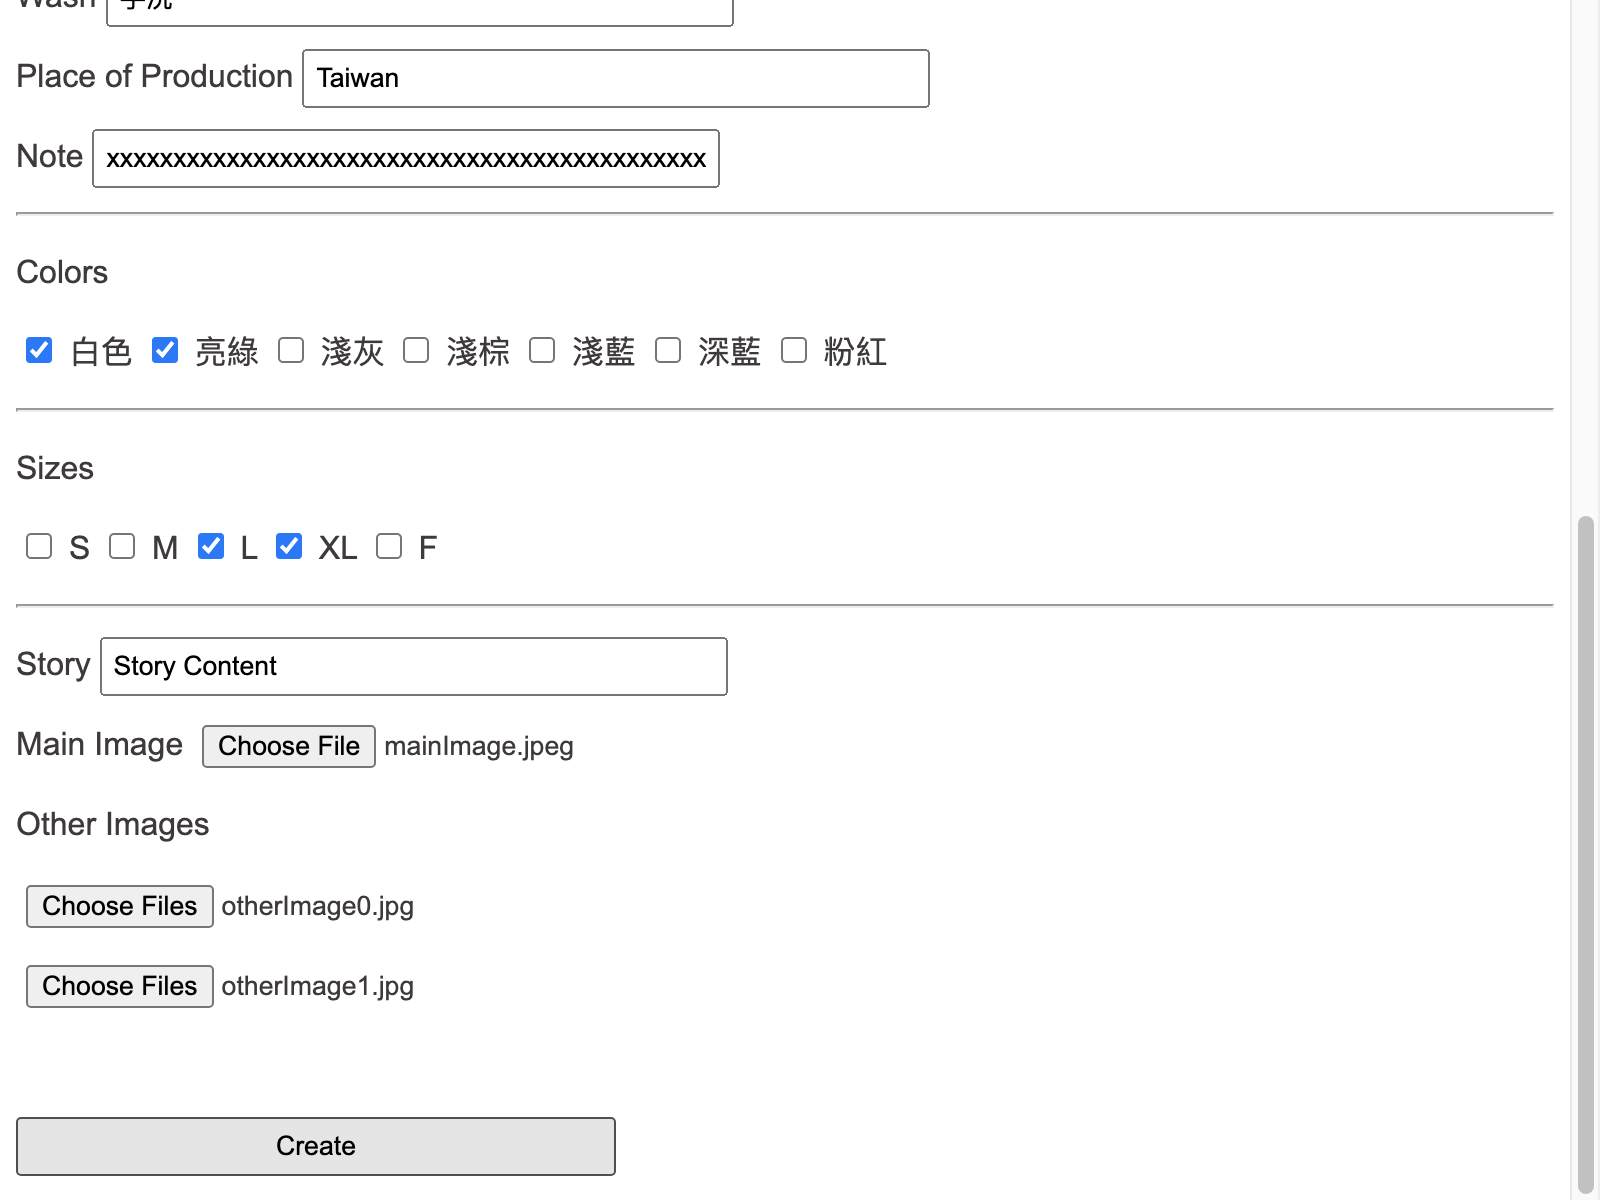 Wash 手洗
Place of Production Taiwan
Note xxxxxxxxxxxxxxxxxxxxxxxxxxxxxxxxxxxxxxxxxxxxxx
Colors
白色 亮綠 淺灰 淺棕 淺藍 深藍 粉紅
Sizes
S M L XL F
Story Story Content
Main Image Choose File mainImage.jpeg
Other Images
Choose Files otherImage0.jpg
Choose Files otherImage1.jpg
Create